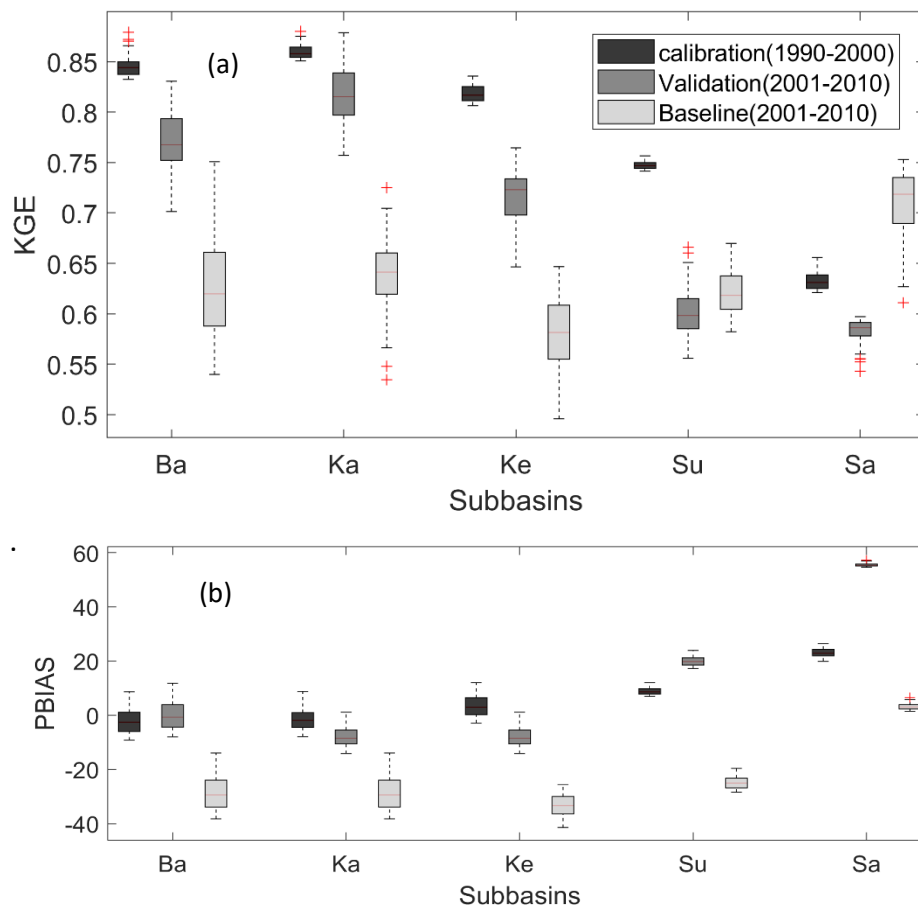 (a)
calibration(1990-2000)
Validation(2001-2010)
Baseline(2001-2010)
KGE
0.85
0.8
0.75
0.7
0.65
0.6
0.55
0.5
Ba Ka Ke Su Sa
Subbasins
.
(b)
PBIAS
60
40
20
0
-20
-40
Ba Ka Ke Su Sa
Subbasins